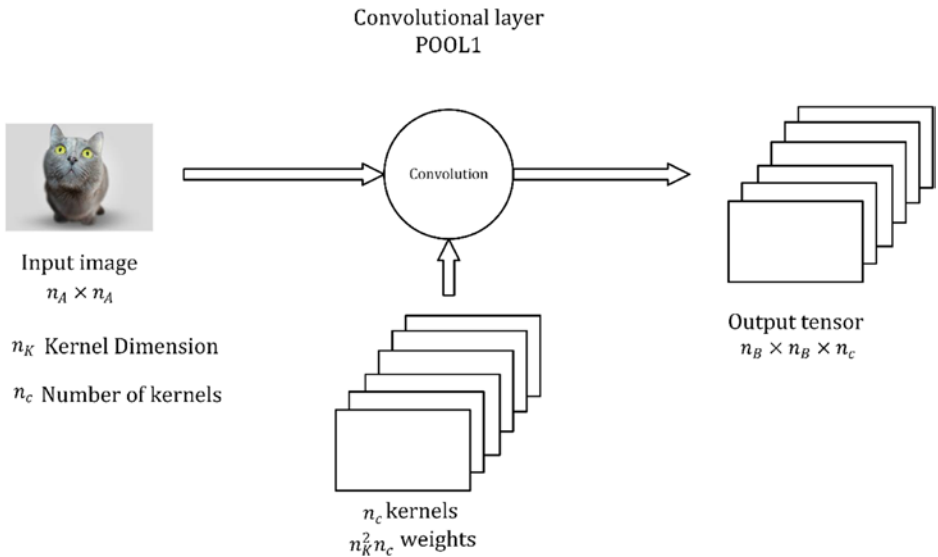 Convolutional layer
POOL1
Convolution
Input image
n_A × n_A
n_K Kernel Dimension
n_c Number of kernels
n_c kernels
n_K^2 n_c weights
Output tensor
n_B × n_B × n_c